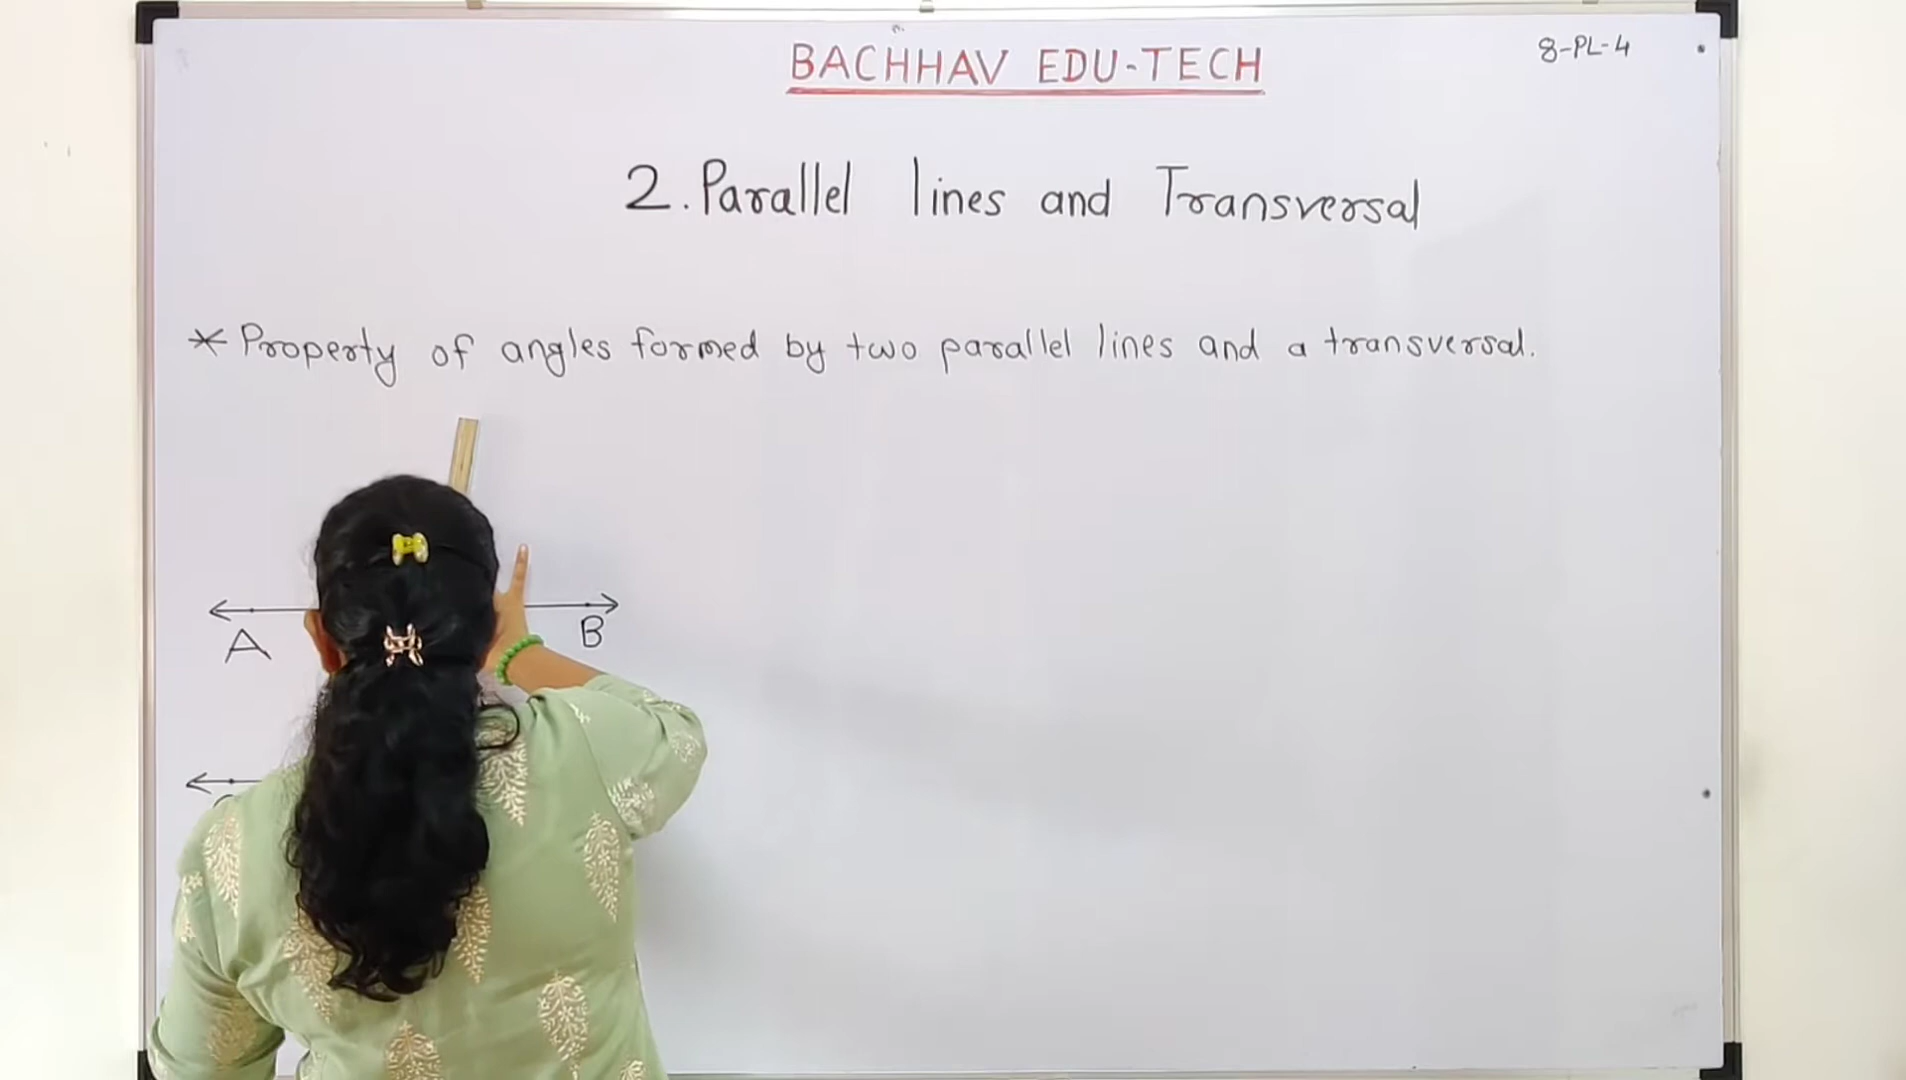 BACHHAV EDU-TECH
8-PL-4
2. Parallel lines and Transversal
* Property of angles formed by two parallel lines and a transversal.
A B